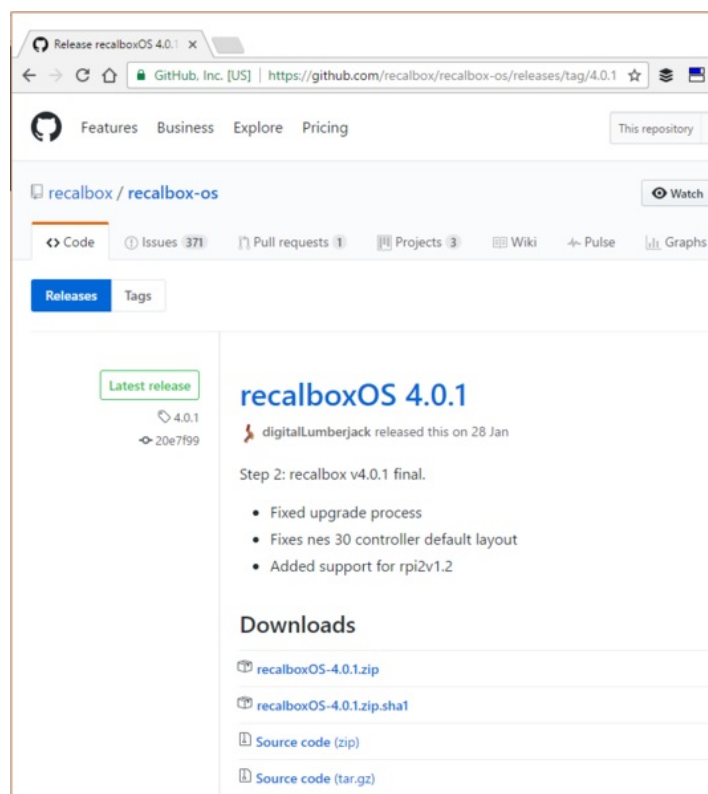 Release recalboxOS 4.0.1
GitHub, Inc. [US] | https://github.com/recalbox/recalbox-os/releases/tag/4.0.1
Features Business Explore Pricing This repository
recalbox / recalbox-os Watch
Code Issues 371 Pull requests 1 Projects 3 Wiki Pulse Graphs
Releases Tags
Latest release
4.0.1
20e7f99
recalboxOS 4.0.1
digitalLumberjack released this on 28 Jan
Step 2: recalbox v4.0.1 final.
• Fixed upgrade process
• Fixes nes 30 controller default layout
• Added support for rpi2v1.2
Downloads
recalboxOS-4.0.1.zip
recalboxOS-4.0.1.zip.sha1
Source code (zip)
Source code (tar.gz)